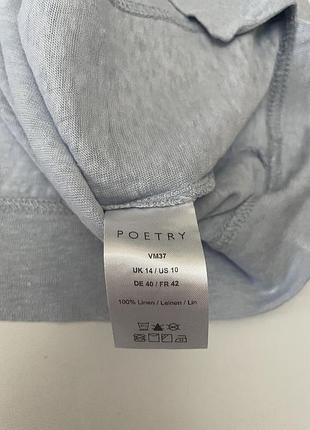 POETRY
VM37
UK 14 / US 10
DE 40 / FR 42
100% Linen / Leinen / Lin